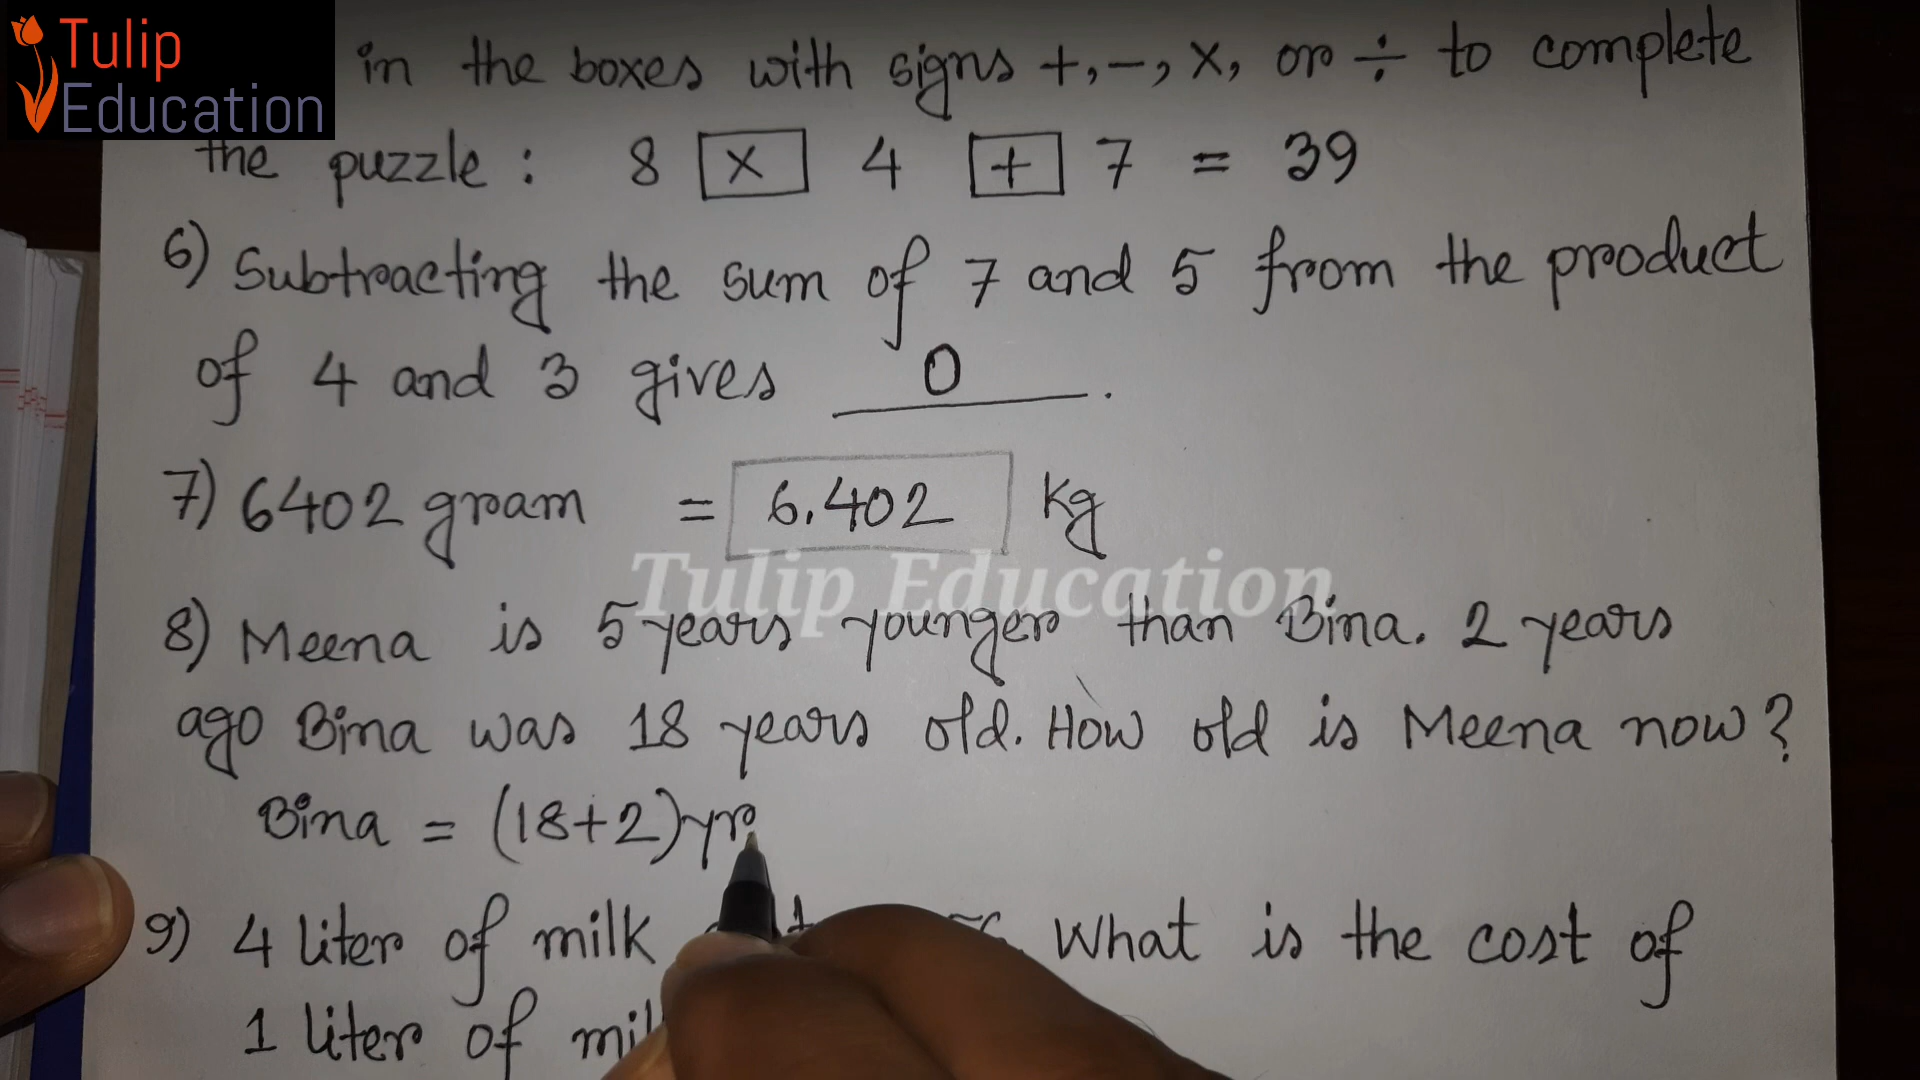 Tulip
Education
in the boxes with signs +, -, x, or ÷ to complete
the puzzle : 8 x 4 + 7 = 39
6) Subtracting the sum of 7 and 5 from the product
of 4 and 3 gives 0 .
7) 6402 gram = 6.402 kg
Tulip Education
8) Meena is 5 years younger than Bina. 2 years
ago Bina was 18 years old. How old is Meena now?
Bina = (18+2) yr
9) 4 liter of milk What is the cost of
1 liter of